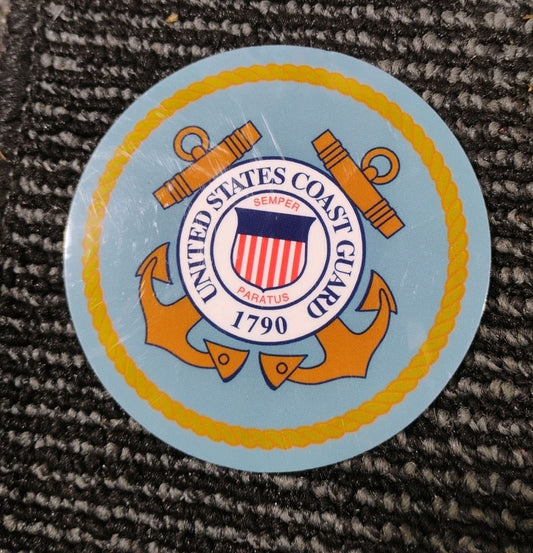 UNITED STATES COAST GUARD
SEMPER
PARATUS
1790